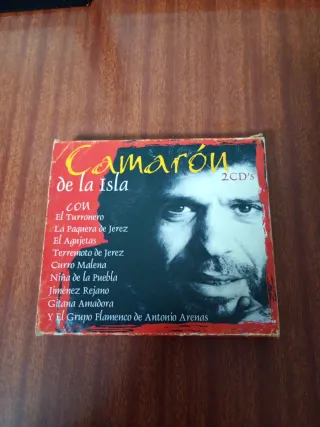 Camarón
de la Isla
2CD's
con
El Turronero
La Paquera de Jerez
El Agujetas
Terremoto de Jerez
Curro Malena
Niña de la Puebla
Jiménez Rejano
Gitana Amadora
Y El Grupo Flamenco de Antonio Arenas